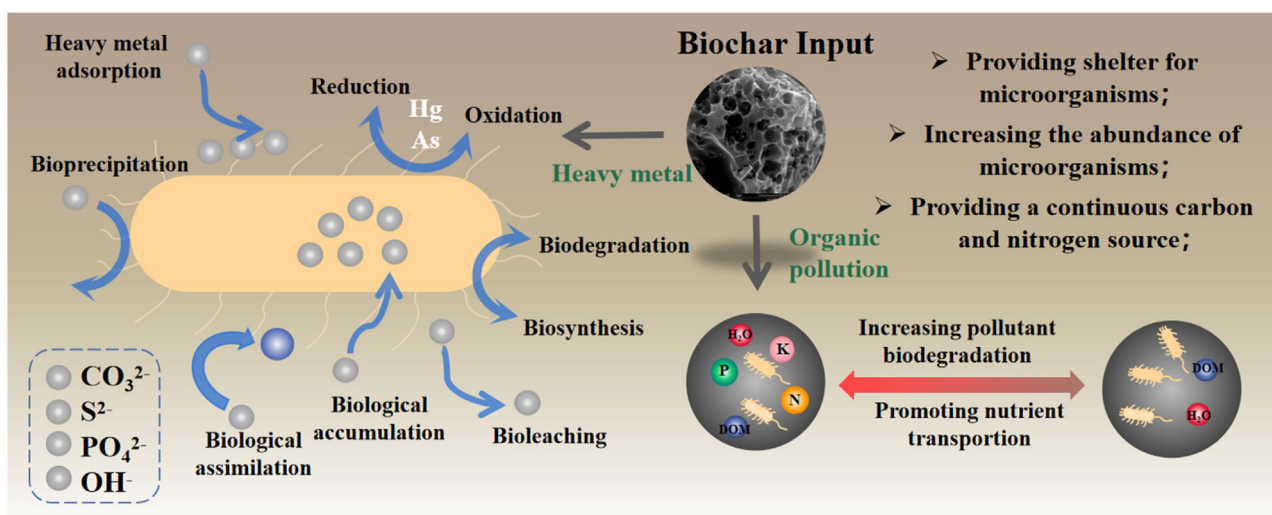 Heavy metal
adsorption
Reduction
Hg
As
Oxidation
Bioprecipitation
Biodegradation
Biosynthesis
Biological
assimilation
Biological
accumulation
Bioleaching
CO₃²⁻
S²⁻
PO₄²⁻
OH⁻
Biochar Input
Heavy metal
Organic
pollution
➢ Providing shelter for
microorganisms;
➢ Increasing the abundance of
microorganisms;
➢ Providing a continuous carbon
and nitrogen source;
H₂O
K
P
N
DOM
Increasing pollutant
biodegradation
Promoting nutrient
transportion
DOM
H₂O